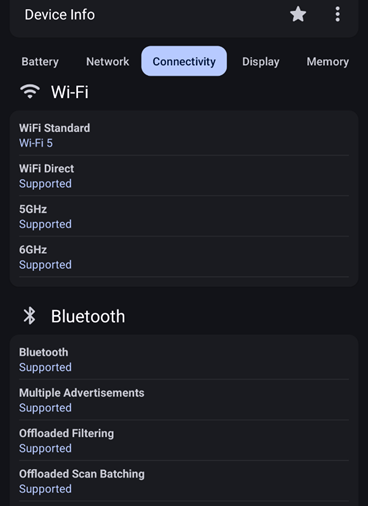 Device Info
Battery Network Connectivity Display Memory
Wi-Fi
WiFi Standard
Wi-Fi 5
WiFi Direct
Supported
5GHz
Supported
6GHz
Supported
Bluetooth
Bluetooth
Supported
Multiple Advertisements
Supported
Offloaded Filtering
Supported
Offloaded Scan Batching
Supported